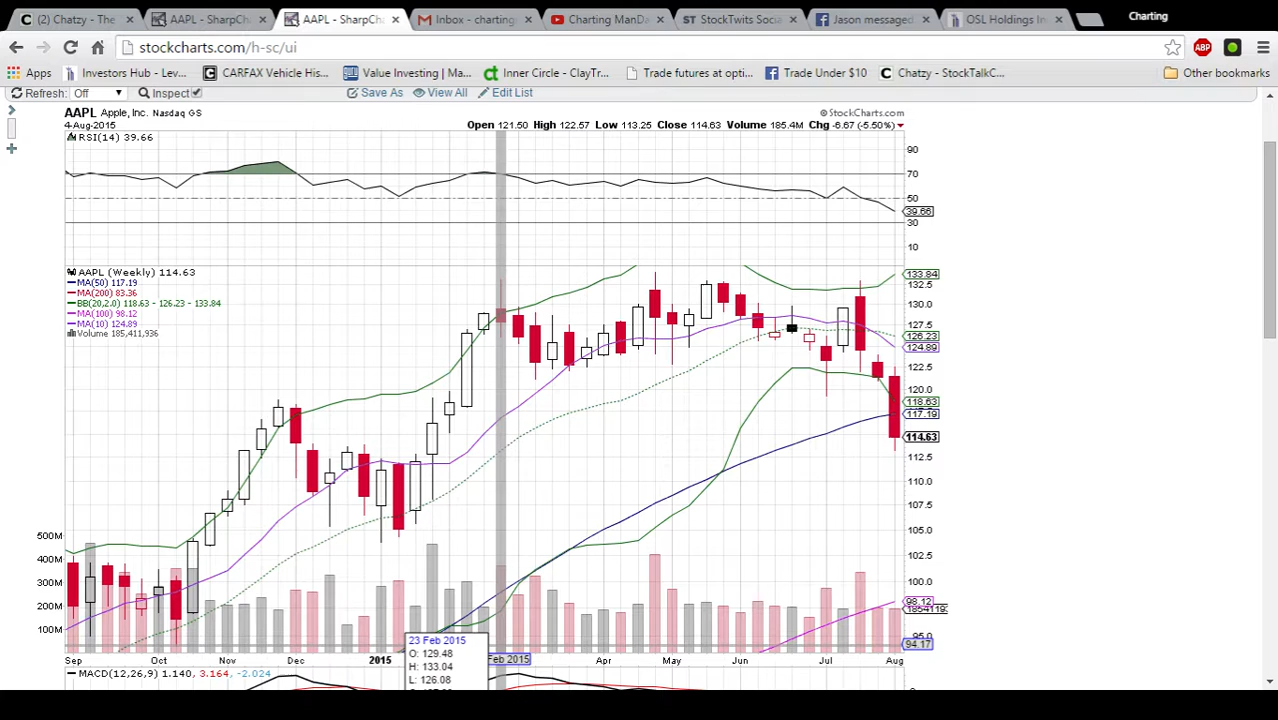 Chatzy - The
AAPL - SharpCha
AAPL - SharpCha
Inbox - charting
Charting ManDa
StockTwits Socia
Jason messaged
OSL Holdings Inc
Charting
stockcharts.com/h-sc/ui
Apps
Investors Hub - Lev...
CARFAX Vehicle His...
Value Investing | Ma...
Inner Circle - ClayTr...
Trade futures as opti...
Trade Under $10
Chatzy - StockTalkC...
Other bookmarks
Refresh: Off
Inspect
Save As
View All
Edit List
AAPL Apple, Inc. Nasdaq GS
© StockCharts.com
4-Aug-2015
Open 121.50 High 122.57 Low 113.25 Close 114.63 Volume 185.4M Chg -6.67 (-5.50%)
RSI(14) 39.66
90
70
50
39.66
30
10
AAPL (Weekly) 114.63
MA(50) 117.19
MA(200) 83.36
BB(20,2.0) 118.63 - 126.23 - 133.84
MA(100) 98.12
MA(10) 124.89
Volume 185,411,936
133.84
132.5
130.0
127.5
126.23
124.89
122.5
120.0
118.63
117.19
114.63
112.5
110.0
107.5
105.0
102.5
100.0
98.12
95.0
94.17
500M
400M
300M
200M
100M
Sep
Oct
Nov
Dec
2015
Feb 2015
Apr
May
Jun
Jul
Aug
23 Feb 2015
O: 129.48
H: 133.04
L: 126.08
MACD(12,26,9) 1.140, 3.164, -2.024